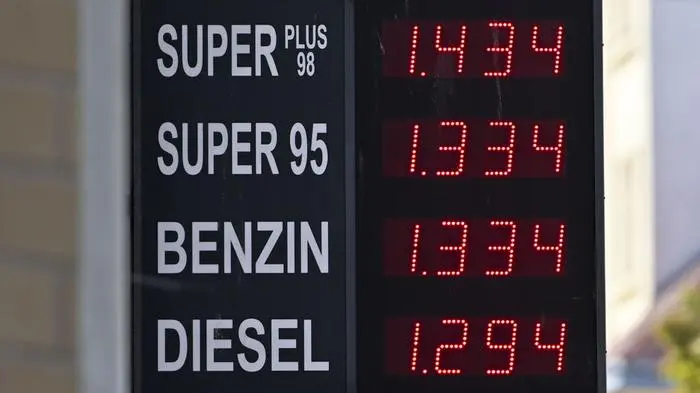 SUPER PLUS 98 1.434
SUPER 95 1.334
BENZIN 1.334
DIESEL 1.294